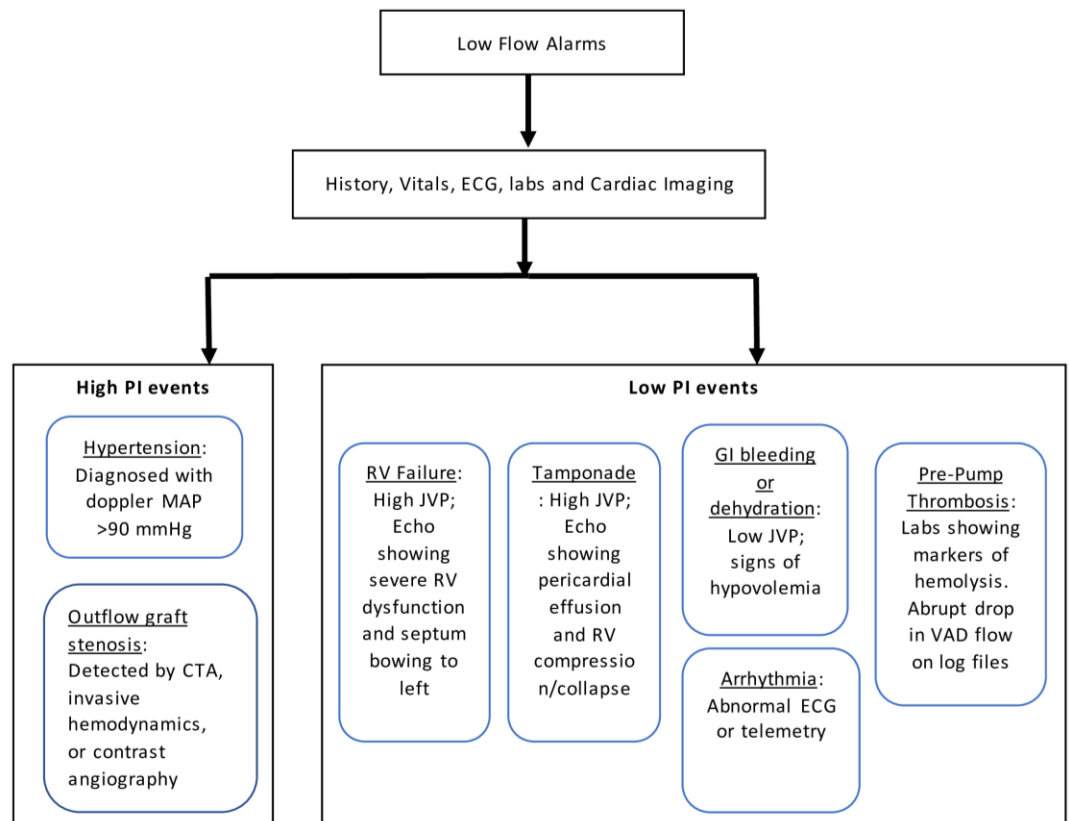 Low Flow Alarms
History, Vitals, ECG, labs and Cardiac Imaging
High PI events
Hypertension:
Diagnosed with
doppler MAP
>90 mmHg
Outflow graft
stenosis:
Detected by CTA,
invasive
hemodynamics,
or contrast
angiography
Low PI events
RV Failure:
High JVP;
Echo
showing
severe RV
dysfunction
and septum
bowing to
left
Tamponade
: High JVP;
Echo
showing
pericardial
effusion
and RV
compressio
n/collapse
GI bleeding
or
dehydration:
Low JVP;
signs of
hypovolemia
Arrhythmia:
Abnormal ECG
or telemetry
Pre-Pump
Thrombosis:
Labs showing
markers of
hemolysis.
Abrupt drop
in VAD flow
on log files